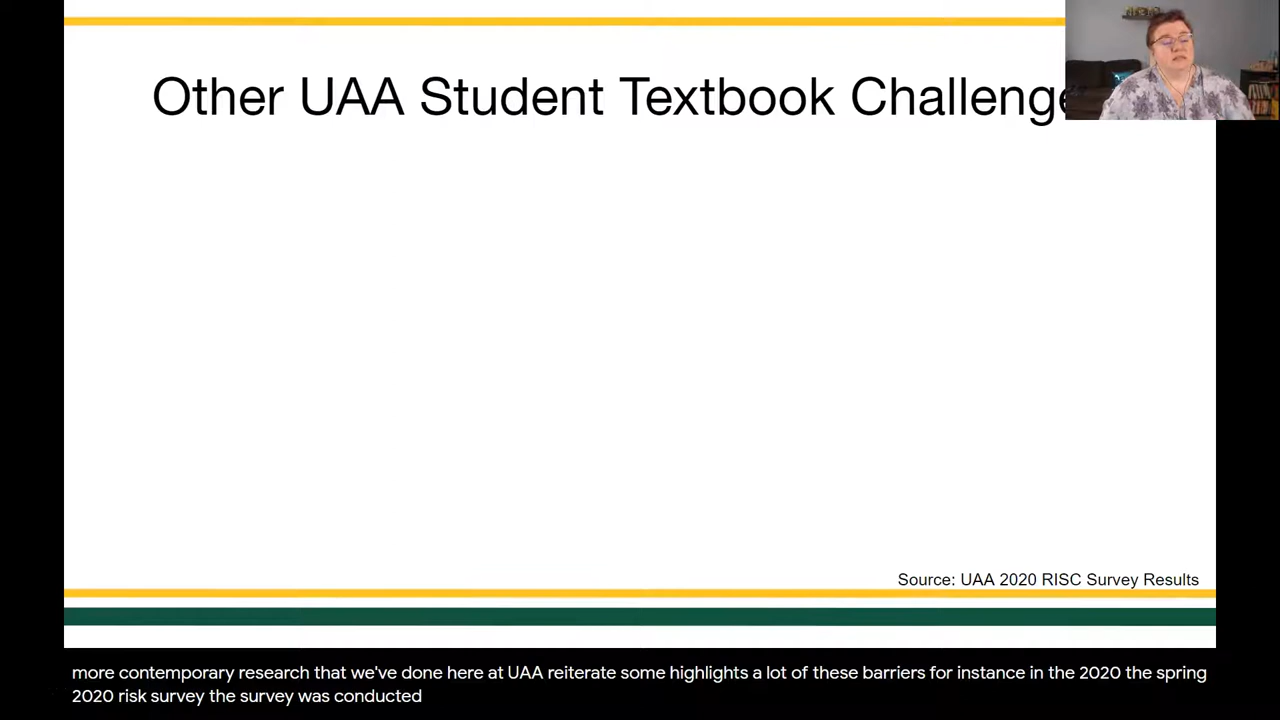 Other UAA Student Textbook Challenge
Source: UAA 2020 RISC Survey Results
more contemporary research that we've done here at UAA reiterate some highlights a lot of these barriers for instance in the 2020 the spring
2020 risk survey the survey was conducted